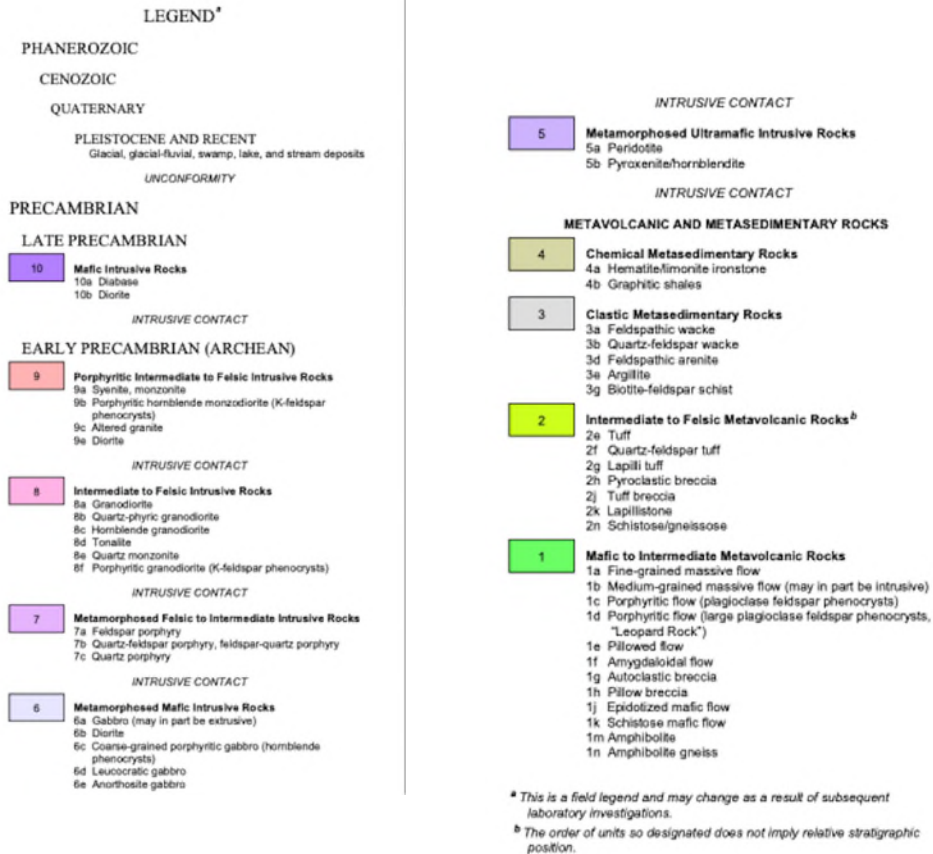 LEGENDᵃ
PHANEROZOIC
CENOZOIC
QUATERNARY
PLEISTOCENE AND RECENT
Glacial, glacial-fluvial, swamp, lake, and stream deposits
UNCONFORMITY
PRECAMBRIAN
LATE PRECAMBRIAN
10 Mafic Intrusive Rocks
10a Diabase
10b Diorite
INTRUSIVE CONTACT
EARLY PRECAMBRIAN (ARCHEAN)
9 Porphyritic Intermediate to Felsic Intrusive Rocks
9a Syenite, monzonite
9b Porphyritic hornblende monzodiorite (K-feldspar
phenocrysts)
9c Altered granite
9e Diorite
INTRUSIVE CONTACT
8 Intermediate to Felsic Intrusive Rocks
8a Granodiorite
8b Quartz-phyric granodiorite
8c Hornblende granodiorite
8d Tonalite
8e Quartz monzonite
8f Porphyritic granodiorite (K-feldspar phenocrysts)
INTRUSIVE CONTACT
7 Metamorphosed Felsic to Intermediate Intrusive Rocks
7a Feldspar porphyry
7b Quartz-feldspar porphyry, feldspar-quartz porphyry
7c Quartz porphyry
INTRUSIVE CONTACT
6 Metamorphosed Mafic Intrusive Rocks
6a Gabbro (may in part be extrusive)
6b Diorite
6c Coarse-grained porphyritic gabbro (hornblende
phenocrysts)
6d Leucocratic gabbro
6e Anorthosite gabbro
INTRUSIVE CONTACT
5 Metamorphosed Ultramafic Intrusive Rocks
5a Peridotite
5b Pyroxenite/hornblendite
INTRUSIVE CONTACT
METAVOLCANIC AND METASEDIMENTARY ROCKS
4 Chemical Metasedimentary Rocks
4a Hematite/limonite ironstone
4b Graphitic shales
3 Clastic Metasedimentary Rocks
3a Feldspathic wacke
3b Quartz-feldspar wacke
3d Feldspathic arenite
3e Argillite
3g Biotite-feldspar schist
2 Intermediate to Felsic Metavolcanic Rocksᵇ
2e Tuff
2f Quartz-feldspar tuff
2g Lapilli tuff
2h Pyroclastic breccia
2j Tuff breccia
2k Lapillistone
2n Schistose/gneissose
1 Mafic to Intermediate Metavolcanic Rocks
1a Fine-grained massive flow
1b Medium-grained massive flow (may in part be intrusive)
1c Porphyritic flow (plagioclase feldspar phenocrysts)
1d Porphyritic flow (large plagioclase feldspar phenocrysts,
"Leopard Rock")
1e Pillowed flow
1f Amygdaloidal flow
1g Autoclastic breccia
1h Pillow breccia
1j Epidotized mafic flow
1k Schistose mafic flow
1m Amphibolite
1n Amphibolite gneiss
ᵃ This is a field legend and may change as a result of subsequent
laboratory investigations.
ᵇ The order of units so designated does not imply relative stratigraphic
position.